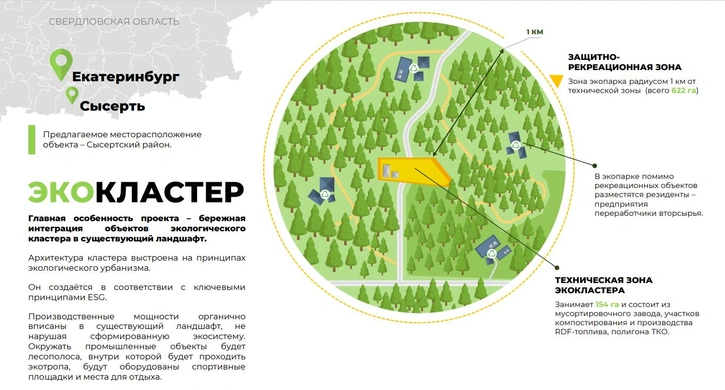 СВЕРДЛОВСКАЯ ОБЛАСТЬ
Екатеринбург
Сысерть
Предлагаемое месторасположение
объекта – Сысертский район.
ЭКОКЛАСТЕР
Главная особенность проекта – бережная
интеграция объектов экологического
кластера в существующий ландшафт.
Архитектура кластера выстроена на принципах
экологического урбанизма.
Он создаётся в соответствии с ключевыми
принципами ESG.
Производственные мощности органично
вписаны в существующий ландшафт, не
нарушая сформированную экосистему.
Окружать промышленные объекты будет
лесополоса, внутри которой будет проходить
экотропа, будут оборудованы спортивные
площадки и места для отдыха.
1 КМ
ЗАЩИТНО-
РЕКРЕАЦИОННАЯ ЗОНА
Зона экопарка радиусом 1 км от
технической зоны (всего 622 га)
В экопарке помимо
рекреационных объектов
разместятся резиденты –
предприятия
переработчики вторсырья.
ТЕХНИЧЕСКАЯ ЗОНА
ЭКОКЛАСТЕРА
Занимает 154 га и состоит из
мусортировочного завода, участков
компостирования и производства
RDF-топлива, полигона ТКО.